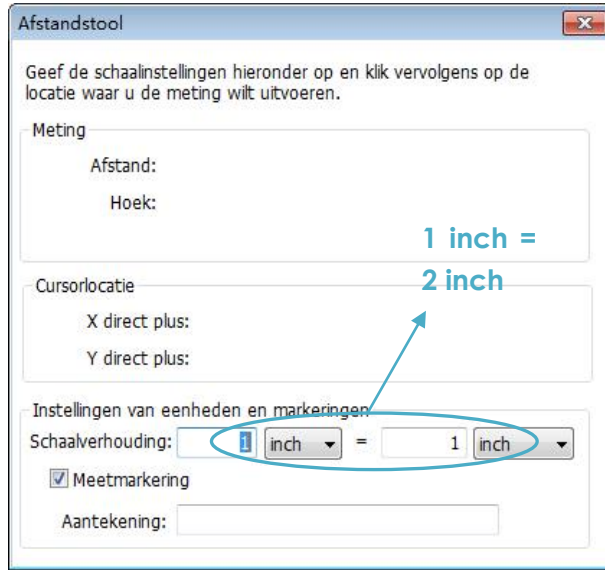 Afstandstool
Geef de schaalinstellingen hieronder op en klik vervolgens op de
locatie waar u de meting wilt uitvoeren.
Meting
Afstand:
Hoek:
1 inch =
2 inch
Cursorlocatie
X direct plus:
Y direct plus:
Instellingen van eenheden en markeringen
Schaalverhouding: 1 inch = 1 inch
Meetmarkering
Aantekening: